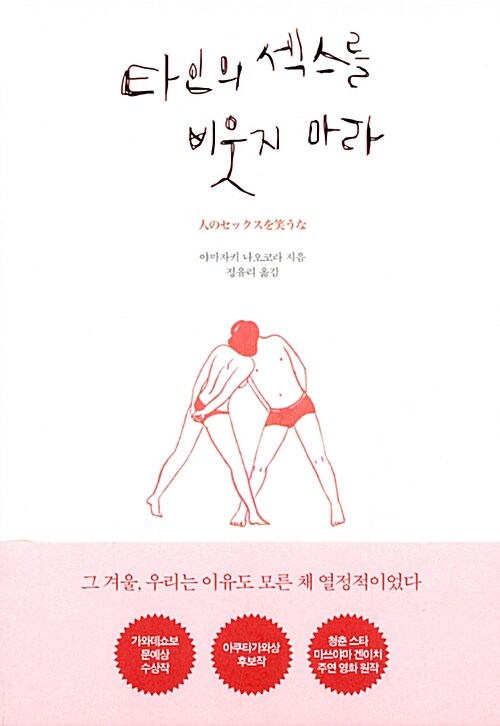 타인의 섹스를
비웃지 마라
人のセックスを笑うな
야마자키 나오코라 지음
정유리 옮김
그 겨울, 우리는 이유도 모른 채 열정적이었다
가와데쇼보
문예상
수상작
아쿠타가와상
후보작
청춘 스타
마쓰야마 겐이치
주연 영화 원작